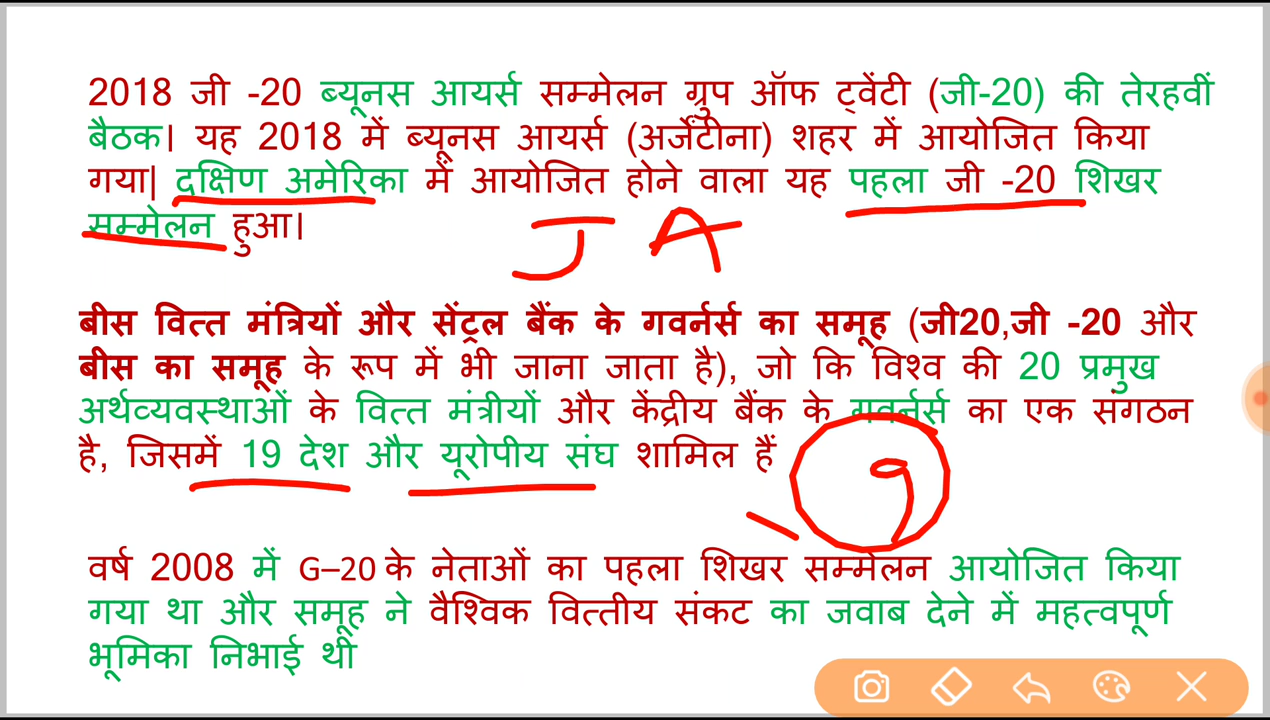 2018 जी -20 ब्यूनस आयर्स सम्मेलन ग्रुप ऑफ ट्वेंटी (जी-20) की तेरहवीं
बैठक। यह 2018 में ब्यूनस आयर्स (अर्जेंटीना) शहर में आयोजित किया
गया| दक्षिण अमेरिका में आयोजित होने वाला यह पहला जी -20 शिखर
सम्मेलन हुआ।
J A
बीस वित्त मंत्रियों और सेंट्रल बैंक के गवर्नर्स का समूह (जी20,जी -20 और
बीस का समूह के रूप में भी जाना जाता है), जो कि विश्व की 20 प्रमुख
अर्थव्यवस्थाओं के वित्त मंत्रीयों और केंद्रीय बैंक के गवर्नर्स का एक संगठन
है, जिसमें 19 देश और यूरोपीय संघ शामिल हैं
9
वर्ष 2008 में G–20 के नेताओं का पहला शिखर सम्मेलन आयोजित किया
गया था और समूह ने वैश्विक वित्तीय संकट का जवाब देने में महत्वपूर्ण
भूमिका निभाई थी